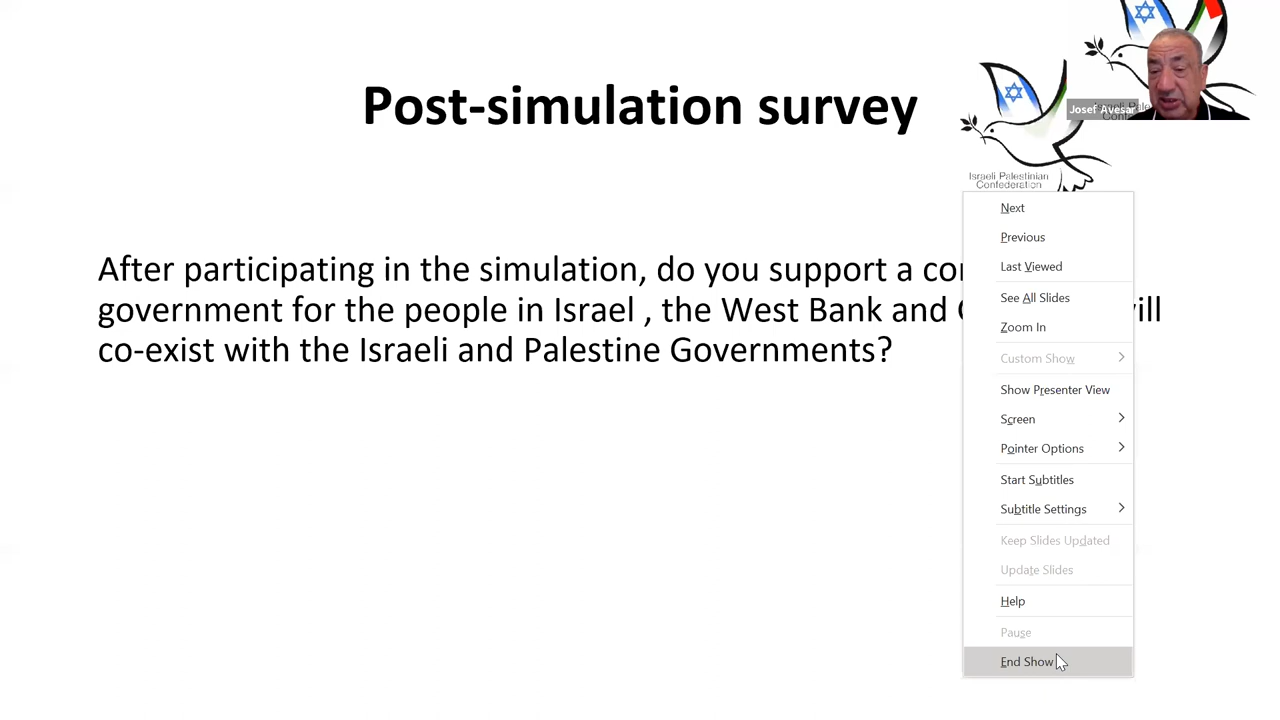 Post-simulation survey
Josef Avesar
Israeli Palestinian
Confederation
After participating in the simulation, do you support a
government for the people in Israel , the West Bank and
co-exist with the Israeli and Palestine Governments?
Next
Previous
Last Viewed
See All Slides
Zoom In
Custom Show
Show Presenter View
Screen
Pointer Options
Start Subtitles
Subtitle Settings
Keep Slides Updated
Update Slides
Help
Pause
End Show